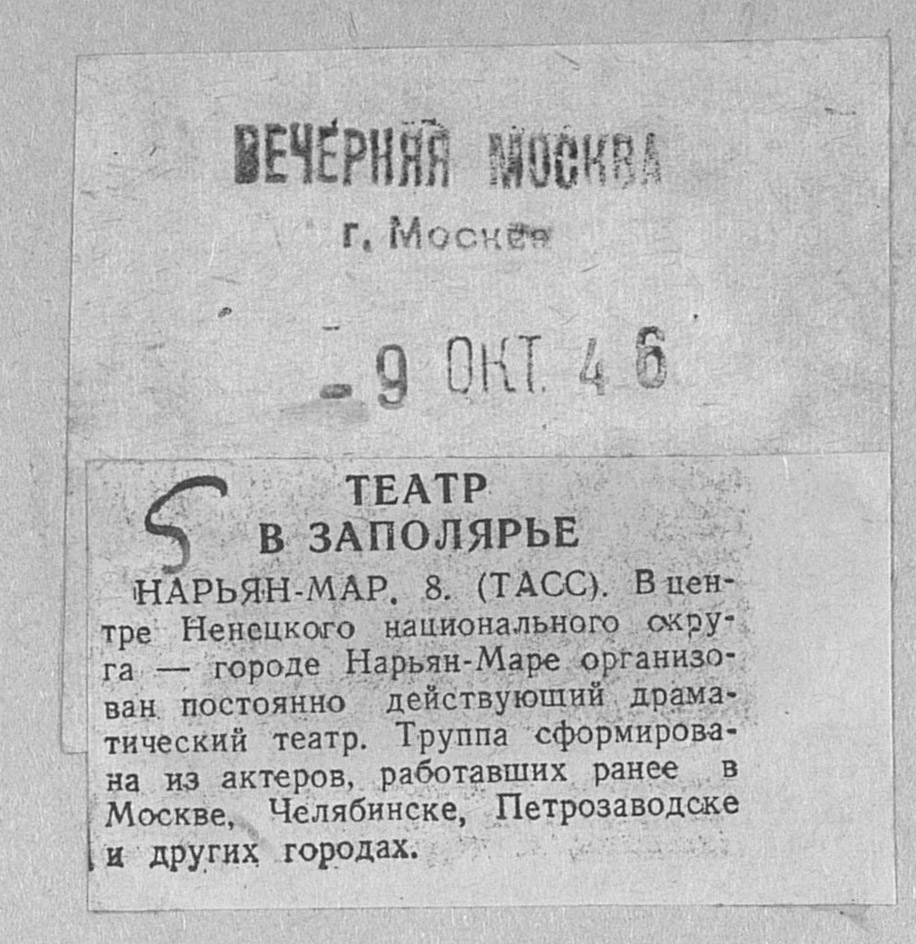 ВЕЧЕРНЯЯ МОСКВА
г. Москва
- 9 ОКТ. 46
5 ТЕАТР
В ЗАПОЛЯРЬЕ
НАРЬЯН-МАР, 8. (ТАСС). В цен-
тре Ненецкого национального окру-
га — городе Нарьян-Маре организо-
ван постоянно действующий драма-
тический театр. Труппа сформирова-
на из актеров, работавших ранее в
Москве, Челябинске, Петрозаводске
и других городах.